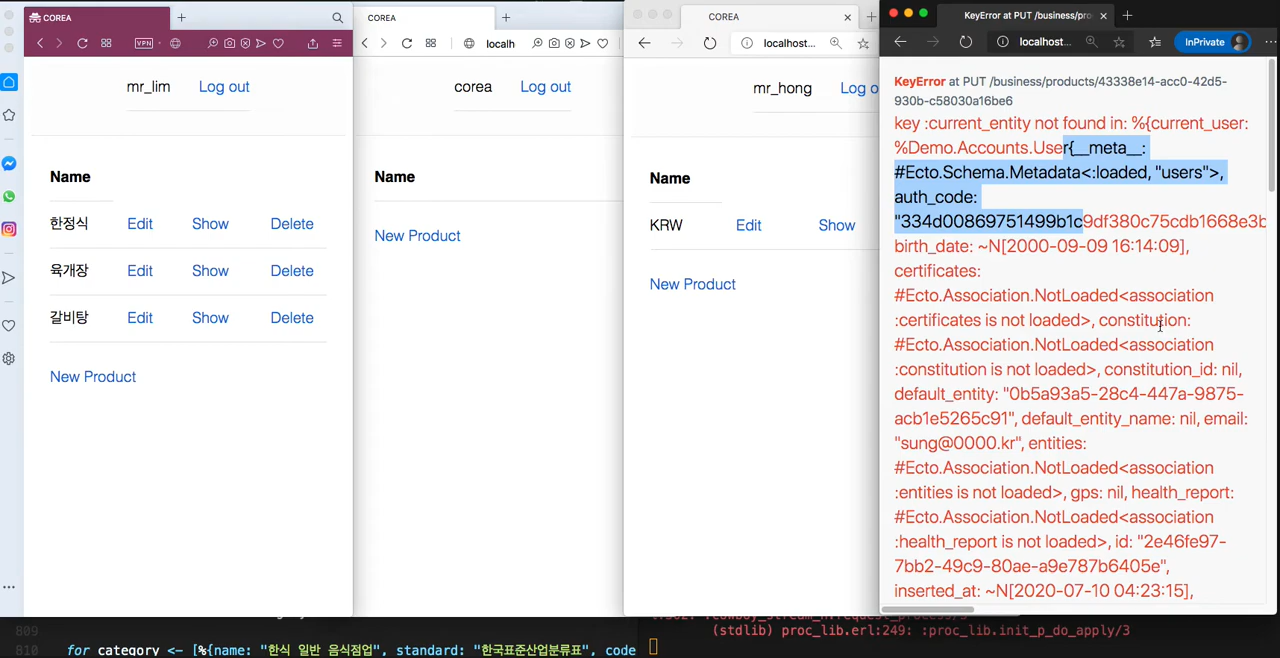 COREA
VPN
mr_lim Log out
Name
한정식 Edit Show Delete
육개장 Edit Show Delete
갈비탕 Edit Show Delete
New Product
COREA
localh
corea Log out
Name
New Product
COREA
localhost...
mr_hong Log o
Name
KRW Edit Show
New Product
KeyError at PUT /business/pro
localhost...
InPrivate
KeyError at PUT /business/products/43338e14-acc0-42d5-
930b-c58030a16be6
key :current_entity not found in: %{current_user:
%Demo.Accounts.User{__meta__:
#Ecto.Schema.Metadata<:loaded, "users">,
auth_code:
"334d00869751499b1c9df380c75cdb1668e3b
birth_date: ~N[2000-09-09 16:14:09],
certificates:
#Ecto.Association.NotLoaded<association
:certificates is not loaded>, constitution:
#Ecto.Association.NotLoaded<association
:constitution is not loaded>, constitution_id: nil,
default_entity: "0b5a93a5-28c4-447a-9875-
acb1e5265c91", default_entity_name: nil, email:
"sung@0000.kr", entities:
#Ecto.Association.NotLoaded<association
:entities is not loaded>, gps: nil, health_report:
#Ecto.Association.NotLoaded<association
:health_report is not loaded>, id: "2e46fe97-
7bb2-49c9-80ae-a9e787b6405e",
inserted_at: ~N[2020-07-10 04:23:15],
809
810 for category <- [%{name: "한식 일반 음식점업", standard: "한국표준산업분류표", code
(stdlib) proc_lib.erl:249: :proc_lib.init_p_do_apply/3